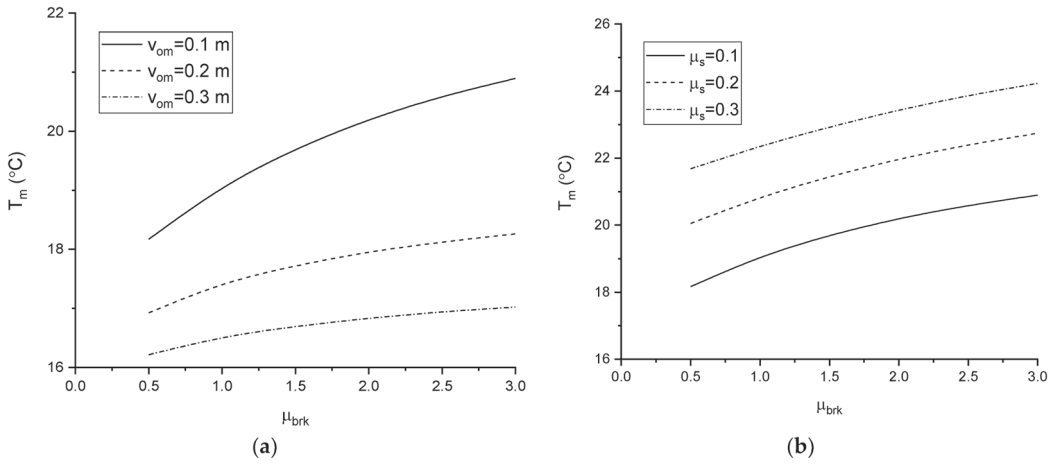 22
20
18
16
T_m (°C)
v_om=0.1 m
v_om=0.2 m
v_om=0.3 m
0.0 0.5 1.0 1.5 2.0 2.5 3.0
μ_brk
(a)
26
24
22
20
18
16
T_m (°C)
μ_s=0.1
μ_s=0.2
μ_s=0.3
0.0 0.5 1.0 1.5 2.0 2.5 3.0
μ_brk
(b)